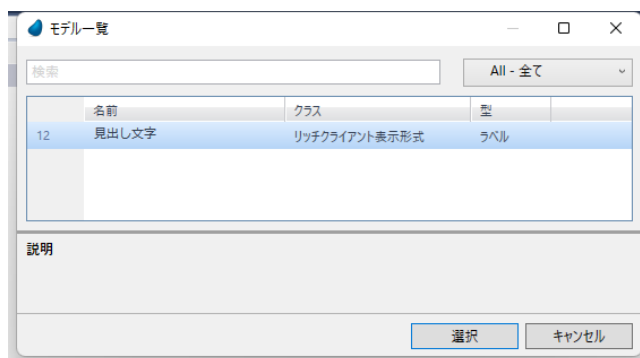 モデル一覧
検索
All - 全て
名前 クラス 型
12 見出し文字 リッチクライアント表示形式 ラベル
説明
選択 キャンセル